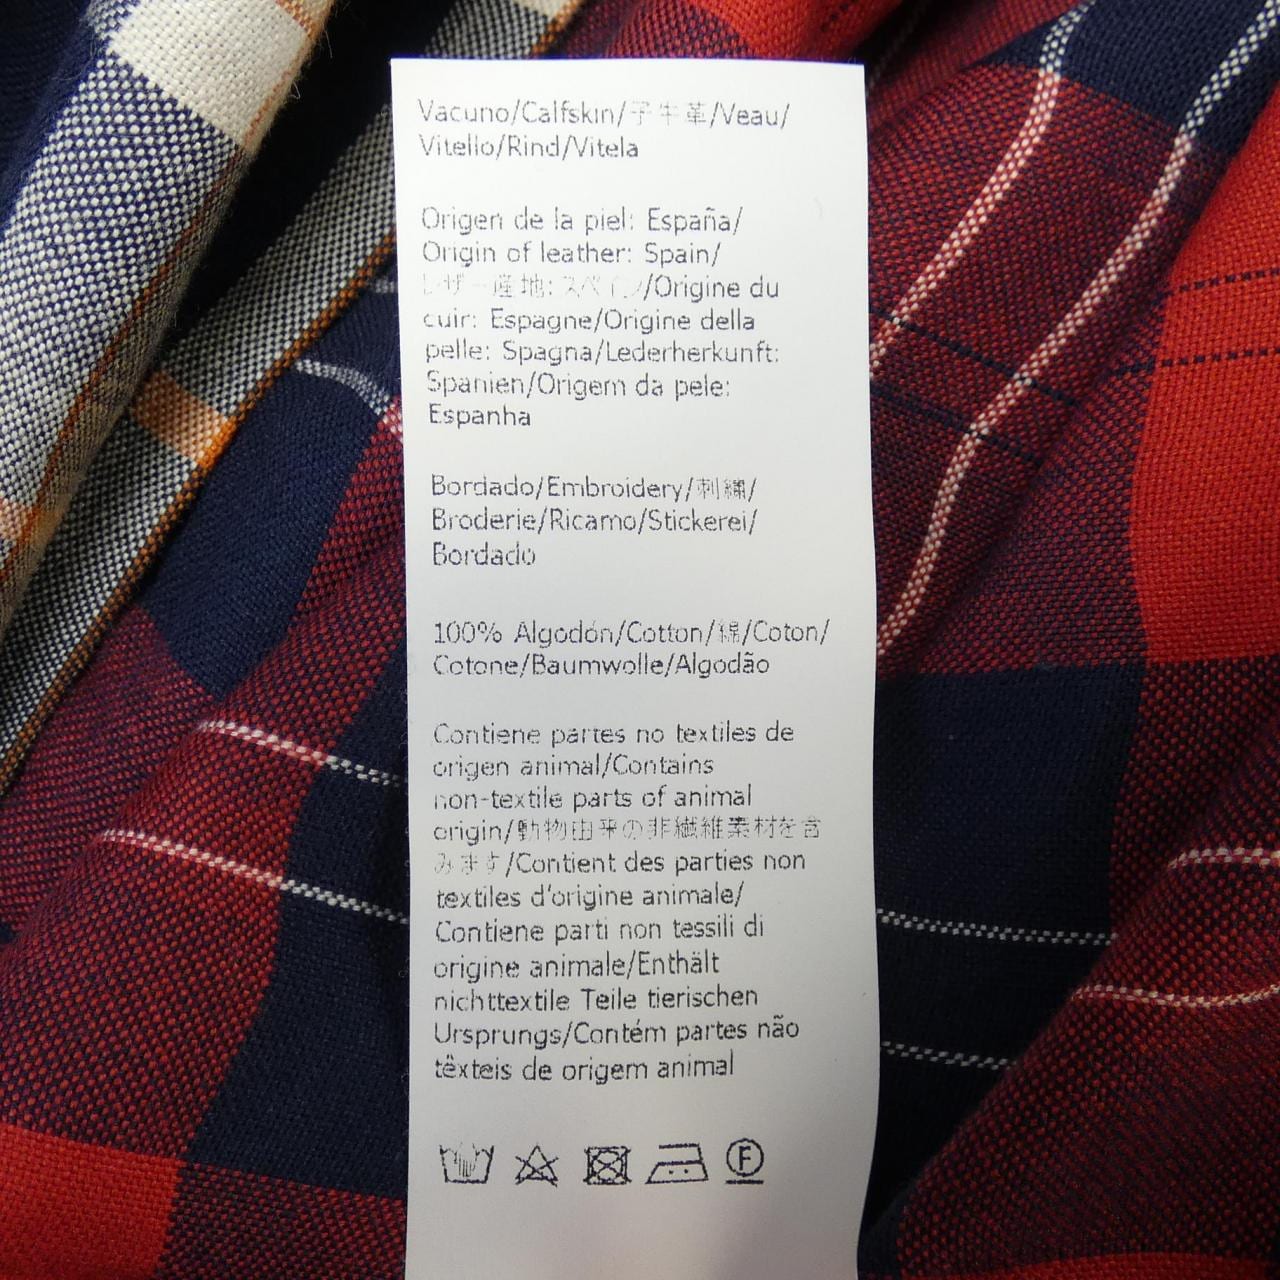 Vacuno/Calfskin/子牛革/Veau/
Vitello/Rind/Vitela
Origen de la piel: España/
Origin of leather: Spain/
レザー産地: スペイン/Origine du
cuir: Espagne/Origine della
pelle: Spagna/Lederherkunft:
Spanien/Origem da pele:
Espanha
Bordado/Embroidery/刺繍/
Broderie/Ricamo/Stickerei/
Bordado
100% Algodón/Cotton/綿/Coton/
Cotone/Baumwolle/Algodão
Contiene partes no textiles de
origen animal/Contains
non-textile parts of animal
origin/動物由来の非繊維素材を含
みます/Contient des parties non
textiles d'origine animale/
Contiene parti non tessili di
origine animale/Enthält
nichttextile Teile tierischen
Ursprungs/Contém partes não
têxteis de origem animal
F